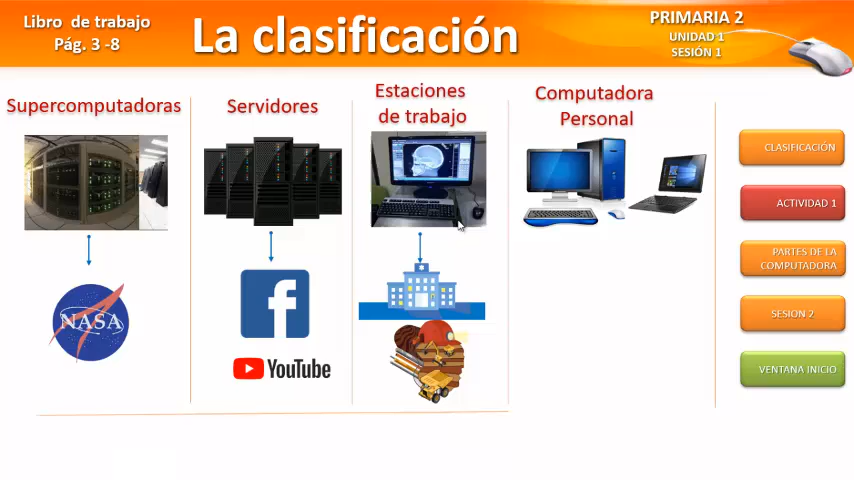 Libro de trabajo
Pág. 3 -8
La clasificación
PRIMARIA 2
UNIDAD 1
SESIÓN 1
Supercomputadoras
Servidores
Estaciones
de trabajo
Computadora
Personal
NASA
f
YouTube
CLASIFICACIÓN
ACTIVIDAD 1
PARTES DE LA
COMPUTADORA
SESION 2
VENTANA INICIO